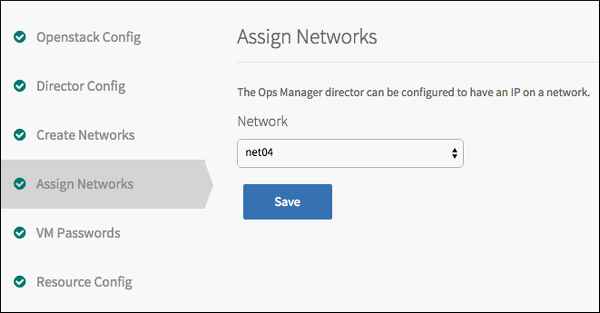 Openstack Config
Director Config
Create Networks
Assign Networks
VM Passwords
Resource Config
Assign Networks
The Ops Manager director can be configured to have an IP on a network.
Network
net04
Save